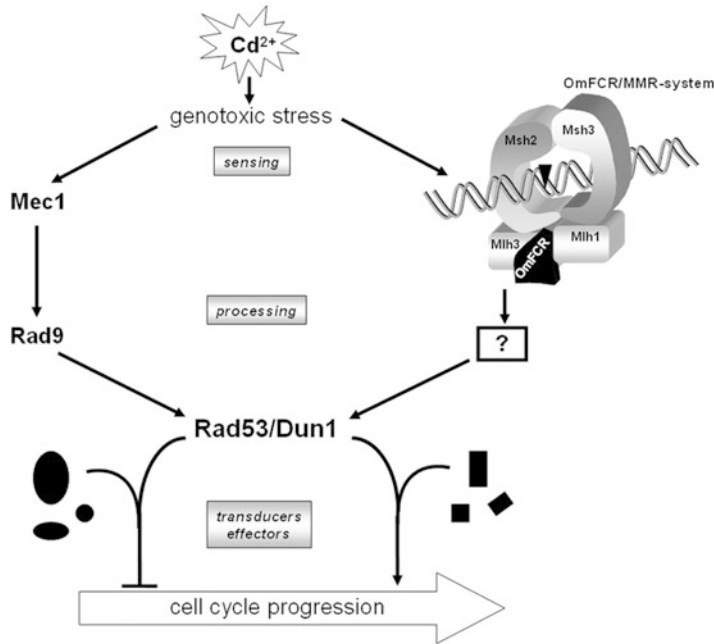 Cd2+
genotoxic stress
OmFCR/MMR-system
Msh2
Msh3
sensing
Mec1
Mlh3
OmFCR
Mlh1
processing
Rad9
?
Rad53/Dun1
transducers
effectors
cell cycle progression